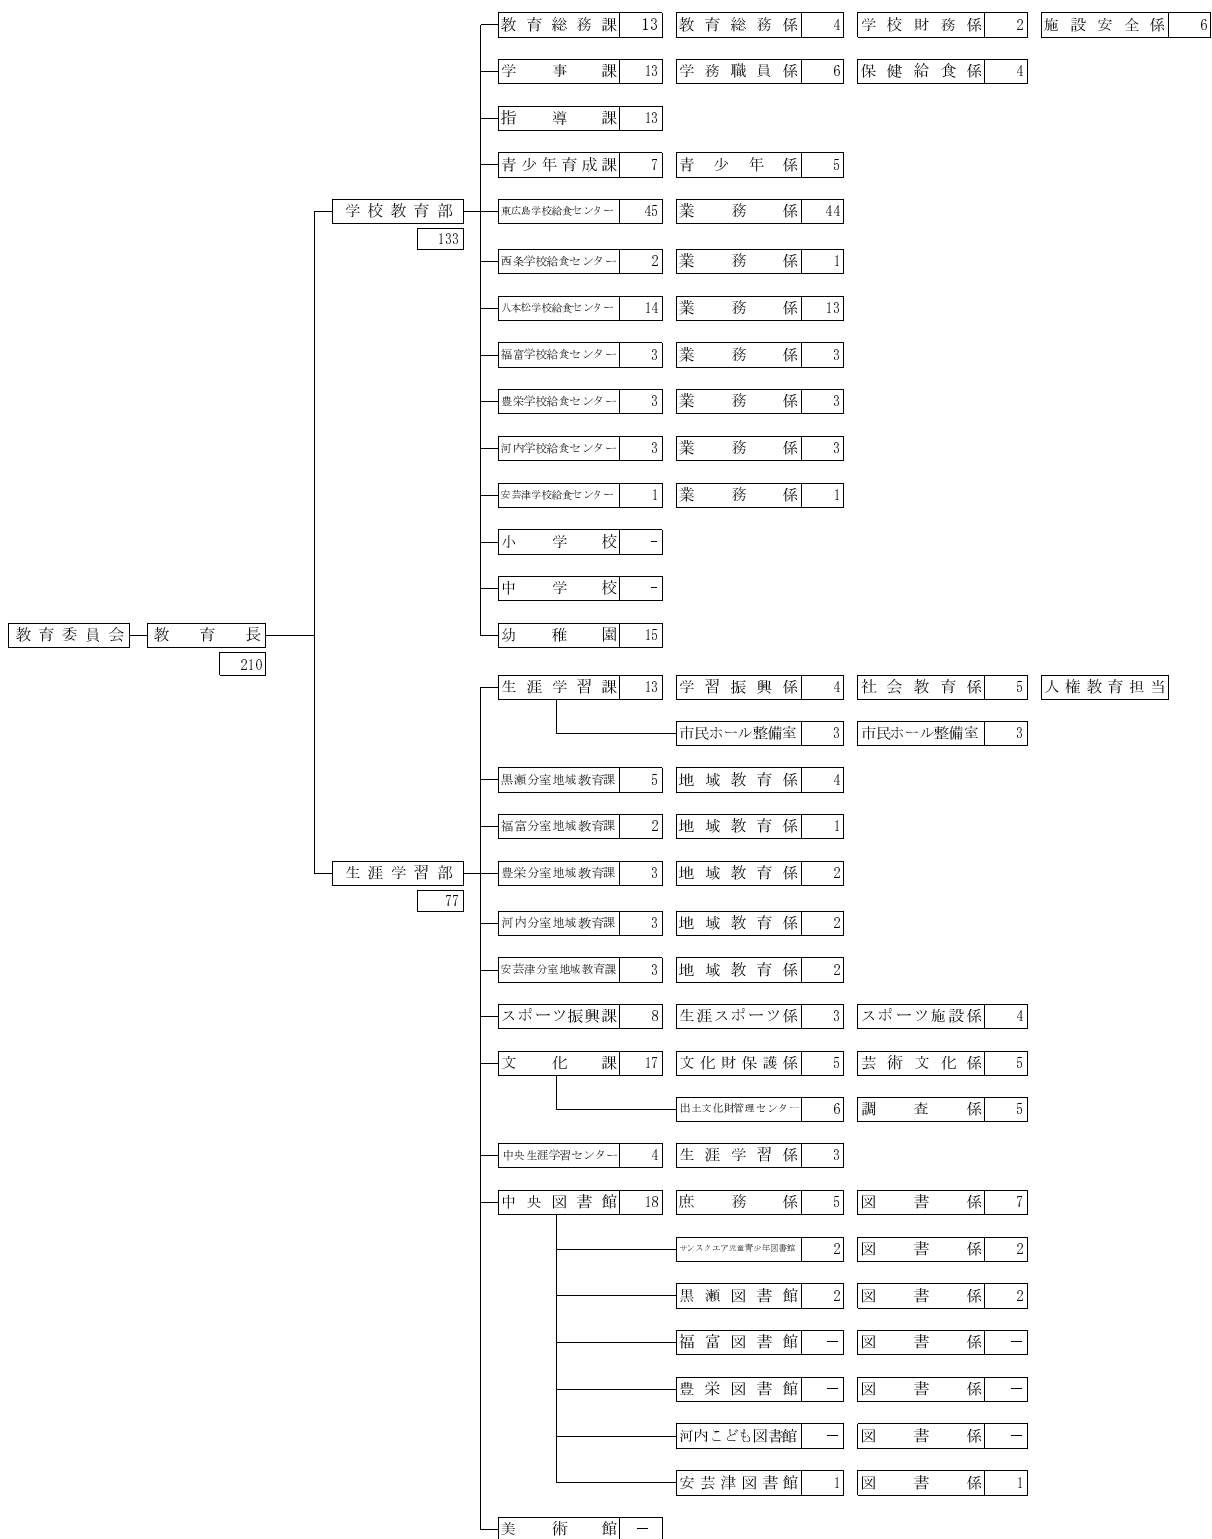 教育総務課 13 教育総務係 4 学校財務係 2 施設安全係 6
学事課 13 学務職員係 6 保健給食係 4
指導課 13
青少年育成課 7 青少年係 5
学校教育部 東広島学校給食センター 45 業務係 44
133
西条学校給食センター 2 業務係 1
八本松学校給食センター 14 業務係 13
福富学校給食センター 3 業務係 3
豊栄学校給食センター 3 業務係 3
河内学校給食センター 3 業務係 3
安芸津学校給食センター 1 業務係 1
小学校 -
中学校 -
教育委員会 教育長 幼稚園 15
210
生涯学習課 13 学習振興係 4 社会教育係 5 人権教育担当
市民ホール整備室 3 市民ホール整備室 3
黒瀬分室地域教育課 5 地域教育係 4
福富分室地域教育課 2 地域教育係 1
生涯学習部 豊栄分室地域教育課 3 地域教育係 2
77
河内分室地域教育課 3 地域教育係 2
安芸津分室地域教育課 3 地域教育係 2
スポーツ振興課 8 生涯スポーツ係 3 スポーツ施設係 4
文化課 17 文化財保護係 5 芸術文化係 5
出土文化財管理センター 6 調査係 5
中央生涯学習センター 4 生涯学習係 3
中央図書館 18 庶務係 5 図書係 7
サンスクエア児童青少年図書館 2 図書係 2
黒瀬図書館 2 図書係 2
福富図書館 － 図書係 －
豊栄図書館 － 図書係 －
河内こども図書館 － 図書係 －
安芸津図書館 1 図書係 1
美術館 －